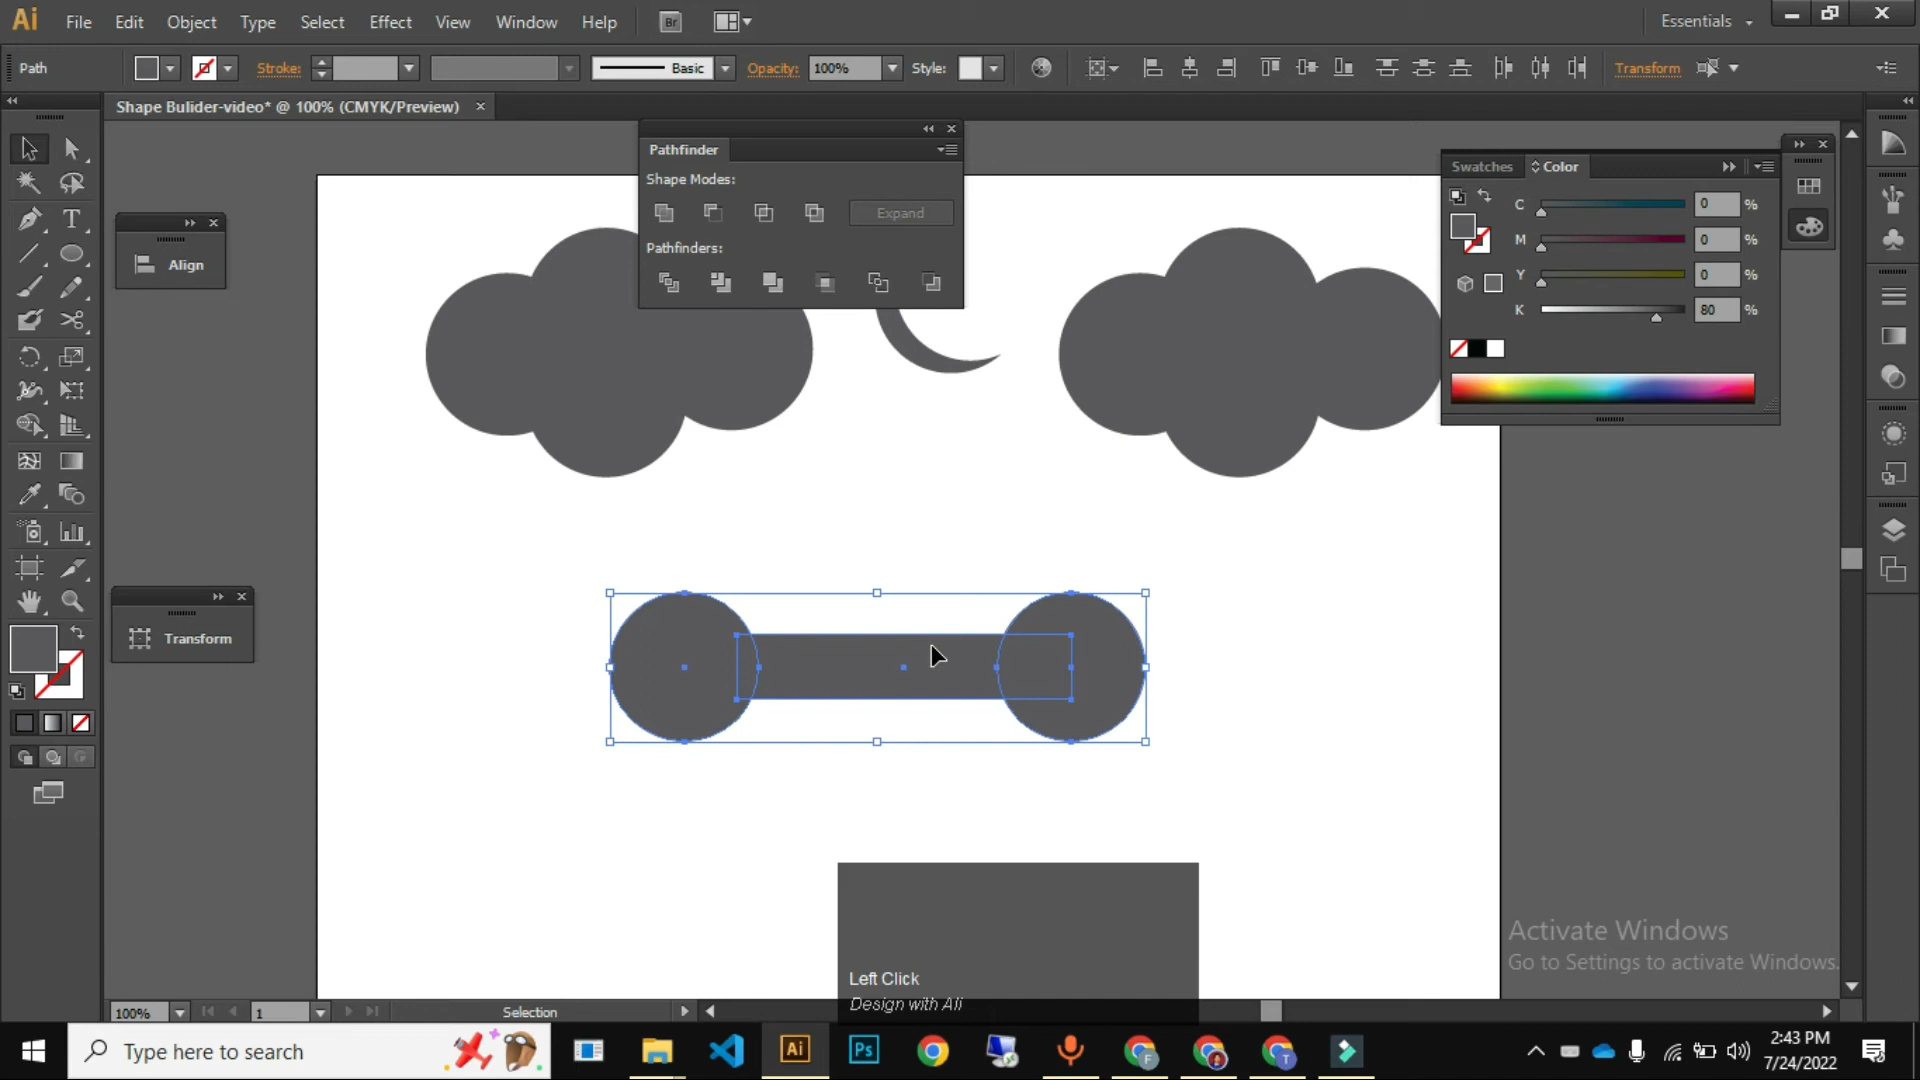 Ai File Edit Object Type Select Effect View Window Help Br Essentials
Path Stroke: Basic Opacity: 100% Style: Transform
Shape Bulider-video* @ 100% (CMYK/Preview)
Pathfinder
Shape Modes:
Expand
Pathfinders:
Swatches Color
C 0 %
M 0 %
Y 0 %
K 80 %
Align
Transform
Left Click
Design with Ali
Activate Windows
Go to Settings to activate Windows.
100% 1 Selection
Type here to search
Ai
Ps
F
T
2:43 PM
7/24/2022